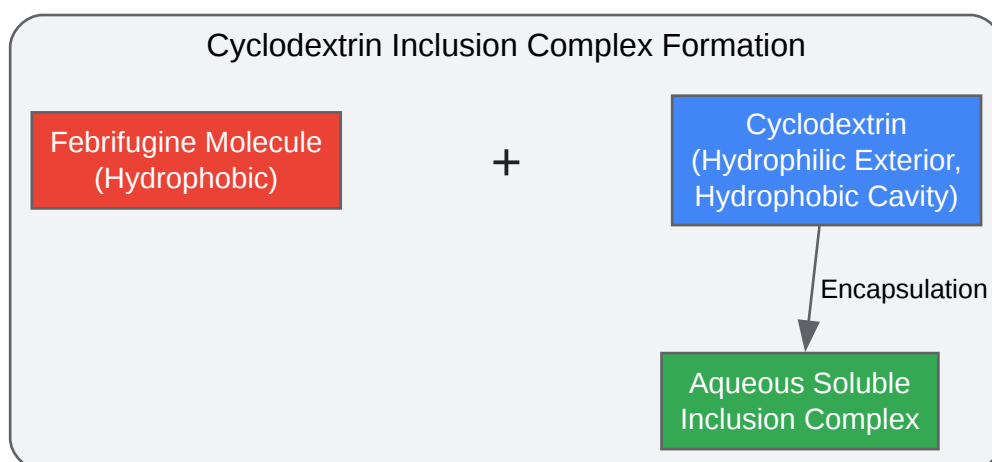 Cyclodextrin Inclusion Complex Formation
Febrifugine Molecule
(Hydrophobic)
+
Cyclodextrin
(Hydrophilic Exterior,
Hydrophobic Cavity)
Encapsulation
Aqueous Soluble
Inclusion Complex